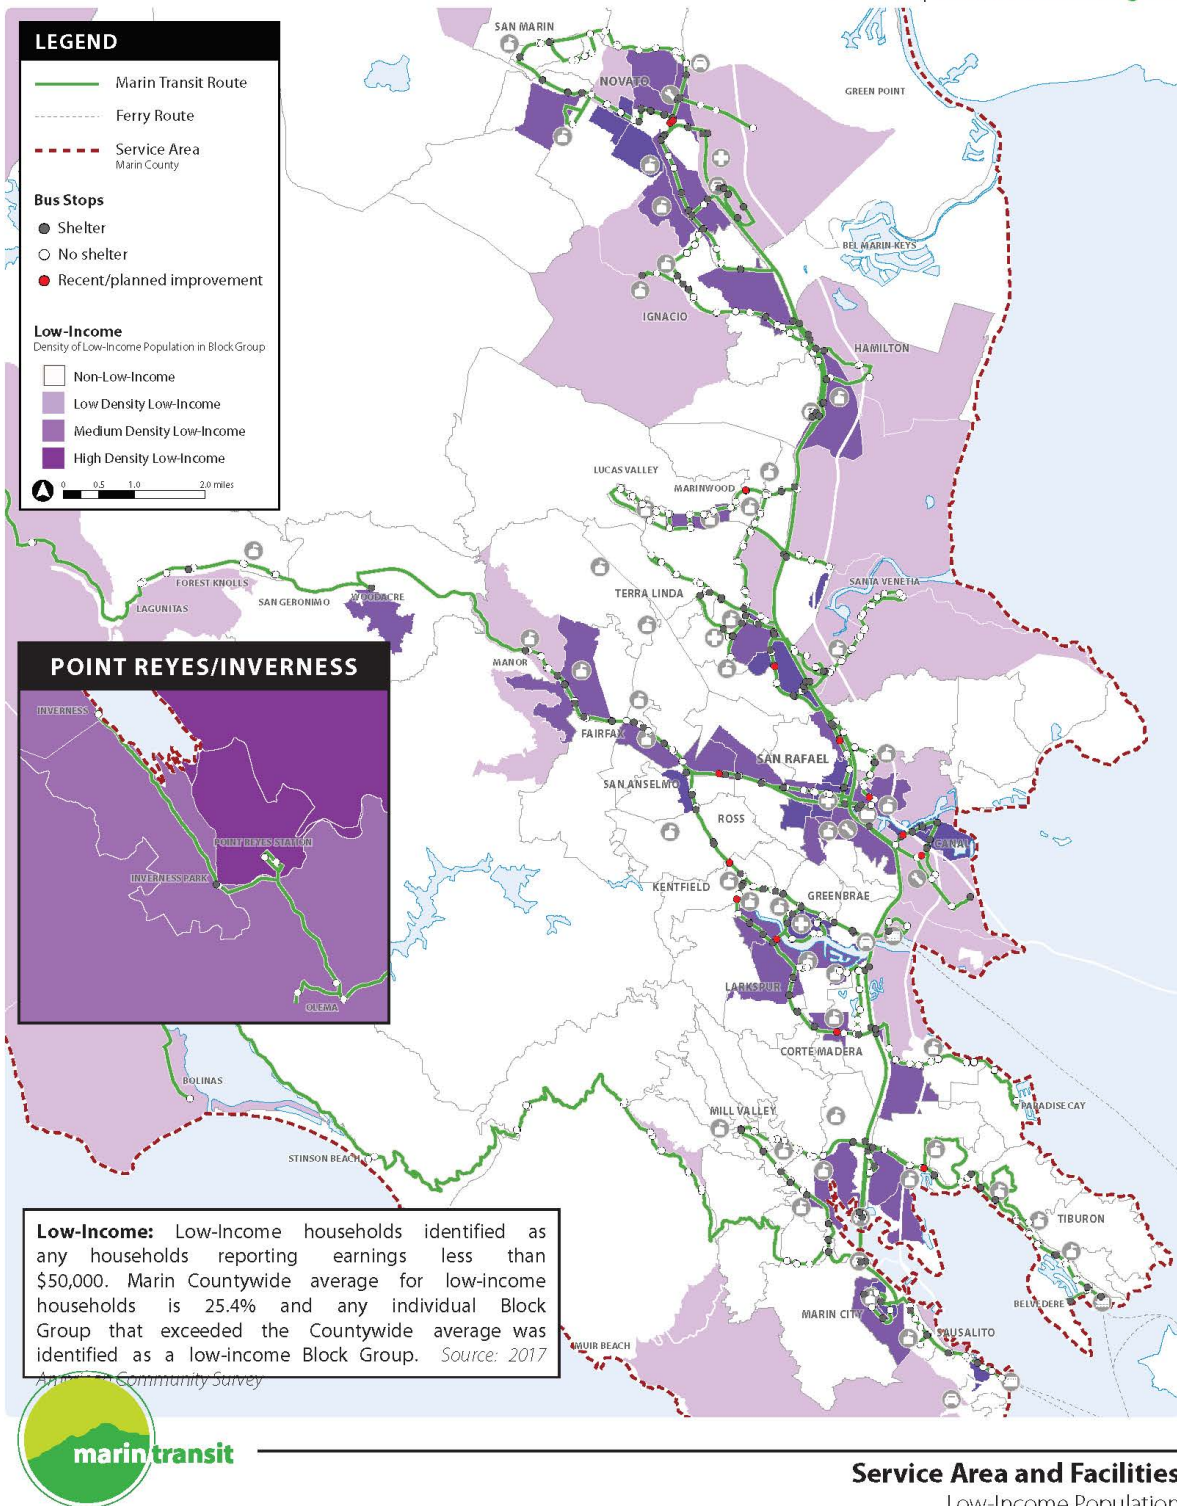 LEGEND
Marin Transit Route
Ferry Route
Service Area
Marin County
Bus Stops
Shelter
No shelter
Recent/planned improvement
Low-Income
Density of Low-Income Population in Block Group
Non-Low-Income
Low Density Low-Income
Medium Density Low-Income
High Density Low-Income
0 0.5 1.0 2.0 miles
SAN MARIN
NOVATO
GREEN POINT
BEL MARIN KEYS
IGNACIO
HAMILTON
LUCAS VALLEY
MARINWOOD
SANTA VENETIA
TERRA LINDA
FOREST KNOLLS
LAGUNITAS
SAN GERONIMO
WOODACRE
MANOR
FAIRFAX
SAN RAFAEL
SAN ANSELMO
ROSS
CANAL
KENTFIELD
GREENBRAE
LARKSPUR
CORTE MADERA
PARADISE CAY
MILL VALLEY
TIBURON
BELVEDERE
MARIN CITY
SAUSALITO
MUIR BEACH
STINSON BEACH
BOLINAS
POINT REYES/INVERNESS
INVERNESS
POINT REYES STATION
INVERNESS PARK
OLEMA
Low-Income: Low-Income households identified as
any households reporting earnings less than
$50,000. Marin Countywide average for low-income
households is 25.4% and any individual Block
Group that exceeded the Countywide average was
identified as a low-income Block Group. Source: 2017
American Community Survey
marin transit
Service Area and Facilities
Low-Income Population